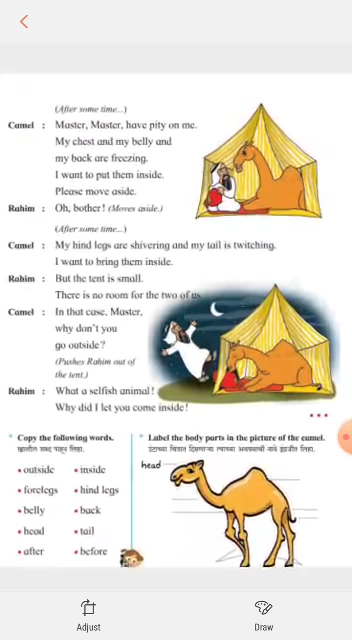 (After some time...)
Camel : Master, Master, have pity on me.
My chest and my belly and
my back are freezing.
I want to put them inside.
Please move aside.
Rahim : Oh, bother! (Moves aside.)
(After some time...)
Camel : My hind legs are shivering and my tail is twitching.
I want to bring them inside.
Rahim : But the tent is small.
There is no room for the two of us.
Camel : In that case, Master,
why don't you
go outside?
(Pushes Rahim out of
the tent.)
Rahim : What a selfish animal!
Why did I let you come inside!
* Copy the following words.
खालील शब्द पाहून लिहा.
• outside • inside
• forelegs • hind legs
• belly • back
• head • tail
• after • before
* Label the body parts in the picture of the camel.
उंटाच्या चित्रात दिसणाऱ्या त्याच्या अवयवांची नावे इंग्रजीत लिहा.
head
Adjust
Draw